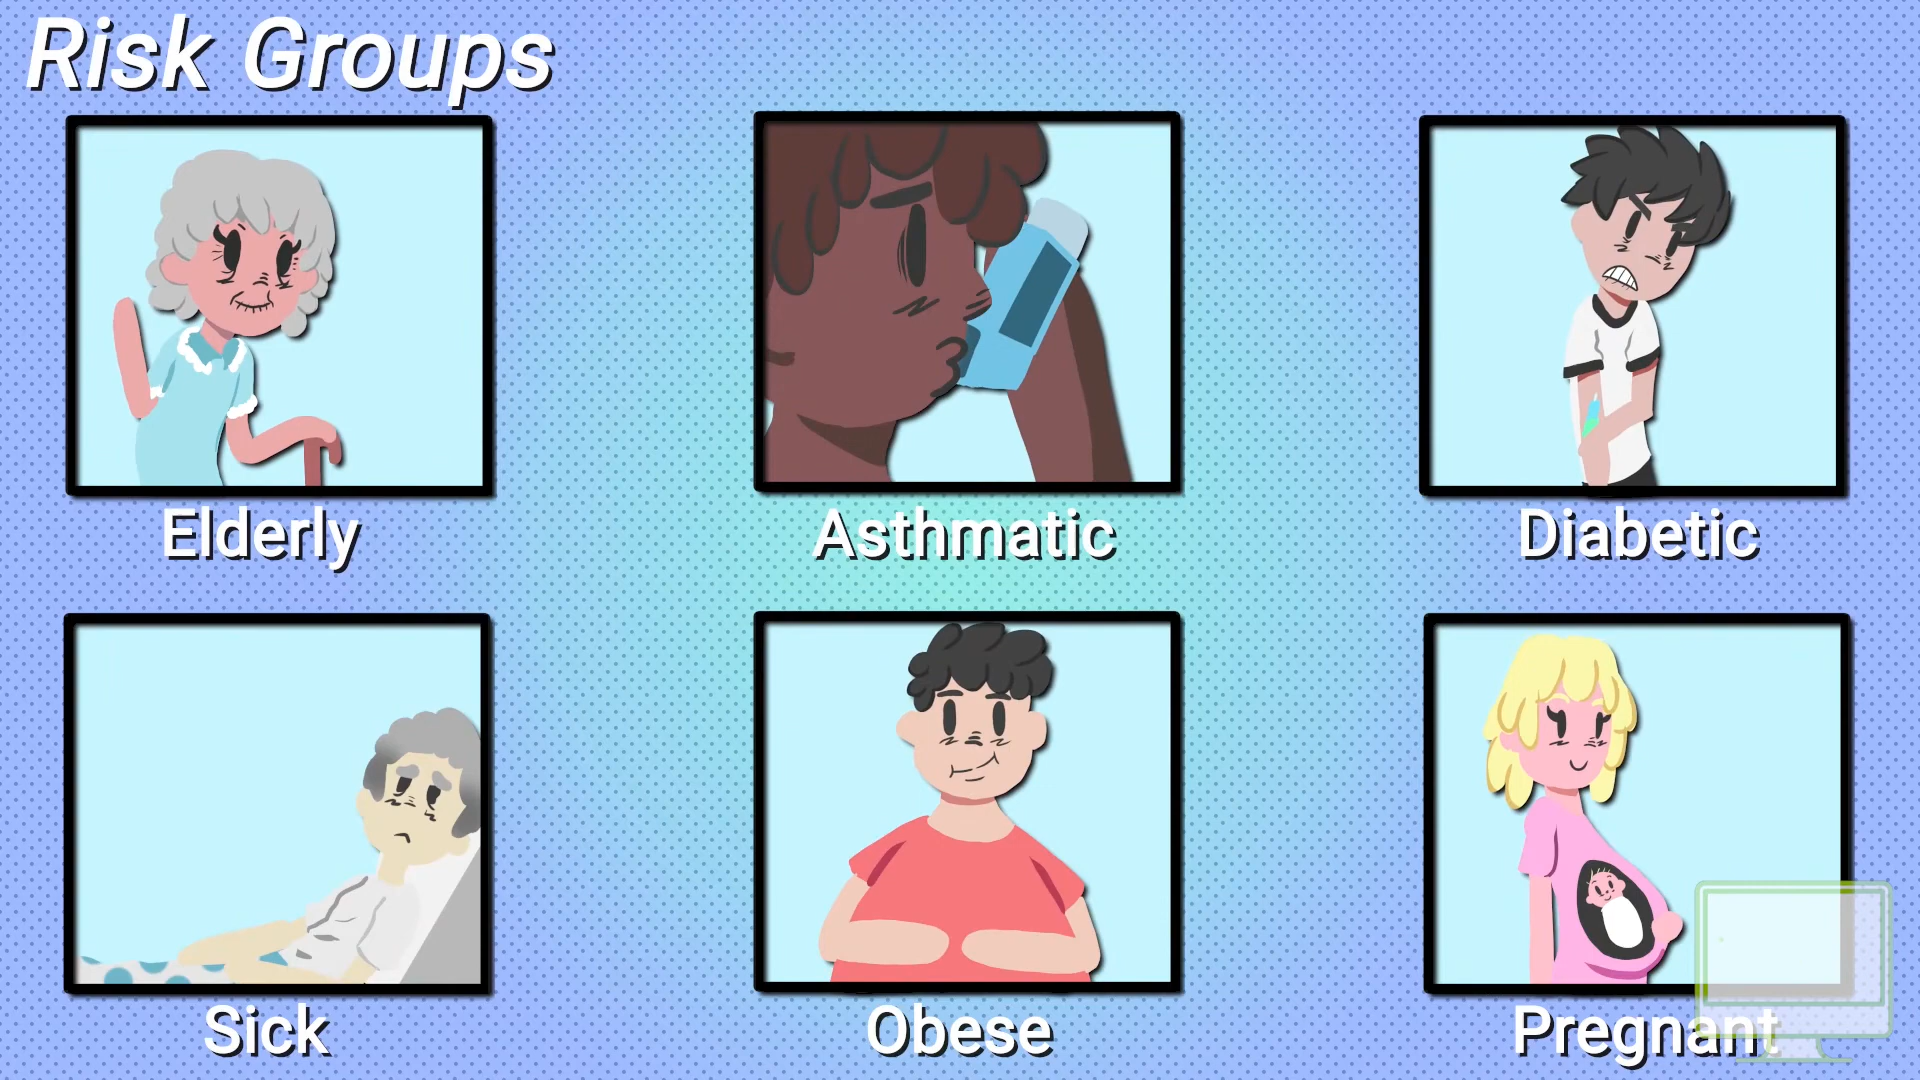 Risk Groups
Elderly
Asthmatic
Diabetic
Sick
Obese
Pregnant